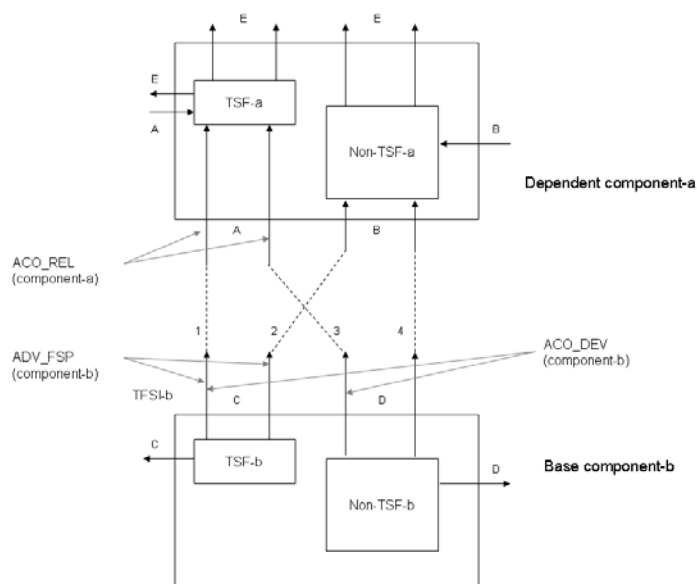 E
E
E
TSF-a
A
Non-TSF-a
B
Dependent component-a
A
B
ACO_REL
(component-a)
1
2
3
4
ADV_FSP
(component-b)
ACO_DEV
(component-b)
TFSI-b
C
D
C
TSF-b
Base component-b
D
Non-TSF-b